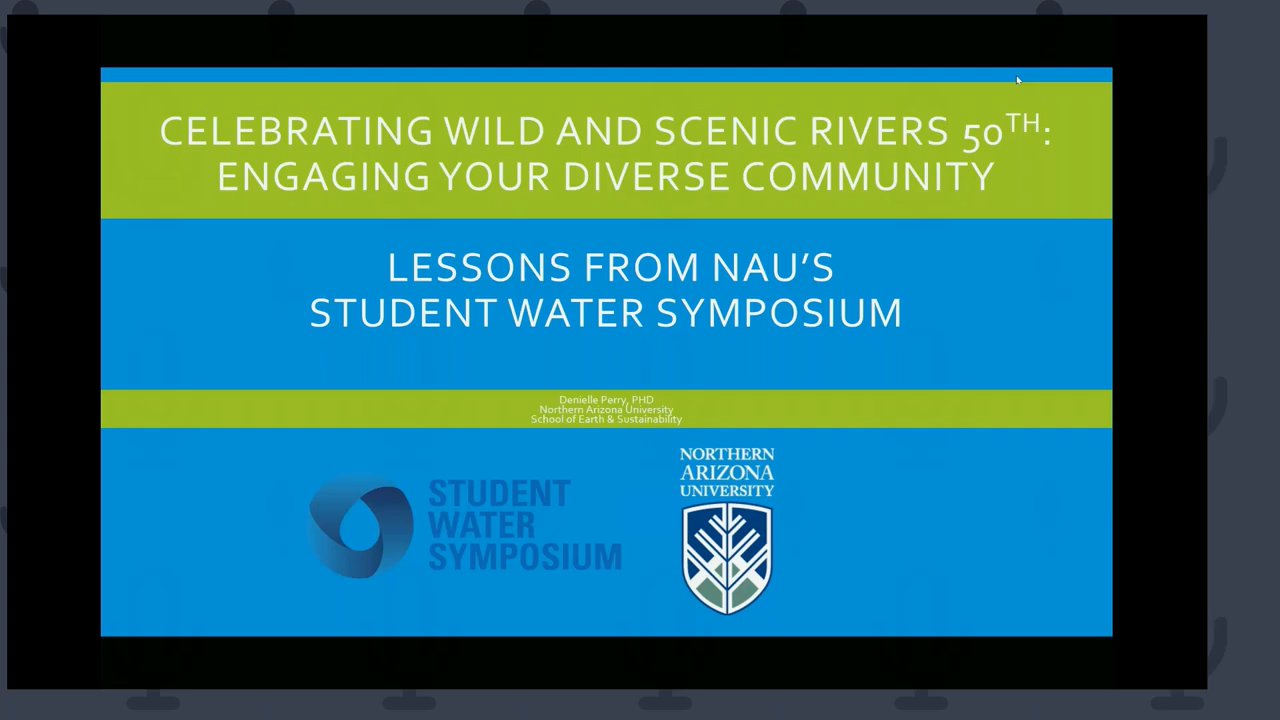 CELEBRATING WILD AND SCENIC RIVERS 50TH:
ENGAGING YOUR DIVERSE COMMUNITY
LESSONS FROM NAU'S
STUDENT WATER SYMPOSIUM
Denielle Perry, PHD
Northern Arizona University
School of Earth & Sustainability
STUDENT
WATER
SYMPOSIUM
NORTHERN
ARIZONA
UNIVERSITY